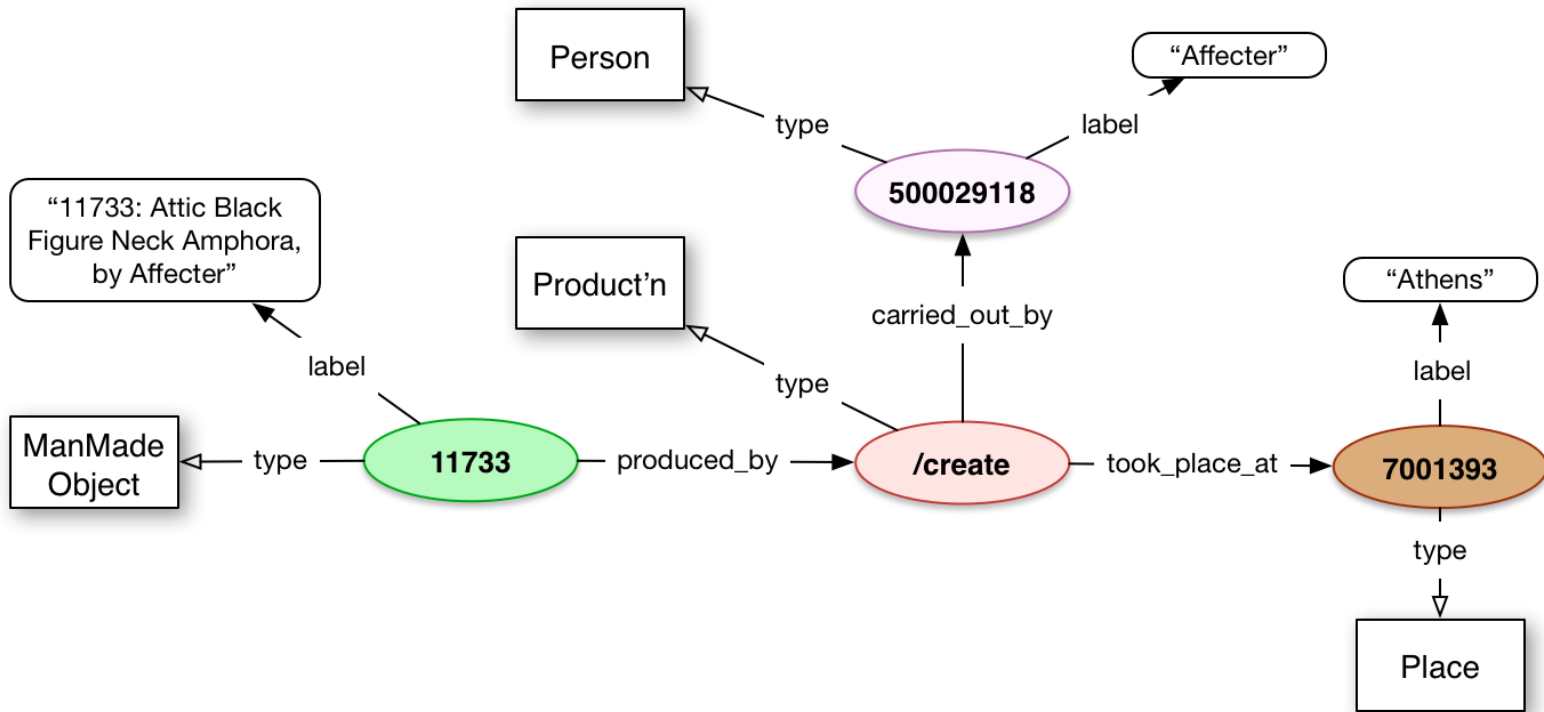 Person
“Affecter”
type
label
500029118
“11733: Attic Black
Figure Neck Amphora,
by Affecter”
Product’n
carried_out_by
“Athens”
label
type
label
ManMade
Object
type
11733
produced_by
/create
took_place_at
7001393
type
Place